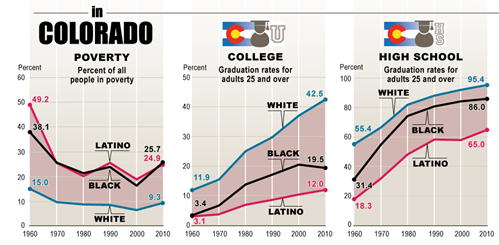 in
COLORADO
POVERTY
Percent of all
people in poverty
Percent
60
50
49.2
40
38.1
30
20
15.0
10
0
LATINO
BLACK
WHITE
25.7
24.9
9.3
1960 1970 1980 1990 2000 2010
U
COLLEGE
Graduation rates for
adults 25 and over
Percent
50
40
30
20
11.9
10
3.4
3.1
0
WHITE
BLACK
LATINO
42.5
19.5
12.0
1960 1970 1980 1990 2000 2010
HS
HIGH SCHOOL
Graduation rates for
adults 25 and over
Percent
100
80
60
55.4
40
31.4
20
18.3
0
WHITE
BLACK
LATINO
95.4
86.0
65.0
1960 1970 1980 1990 2000 2010